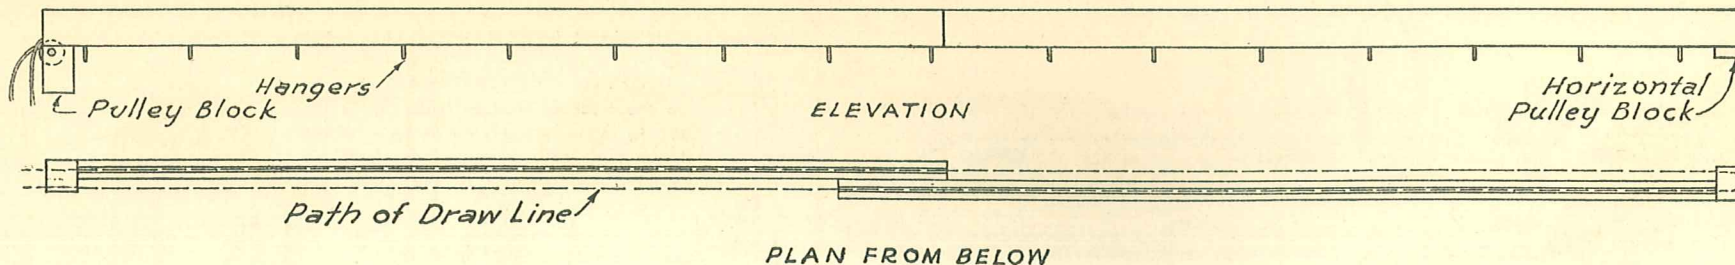 Hangers
Pulley Block
ELEVATION
Horizontal
Pulley Block
Path of Draw Line
PLAN FROM BELOW